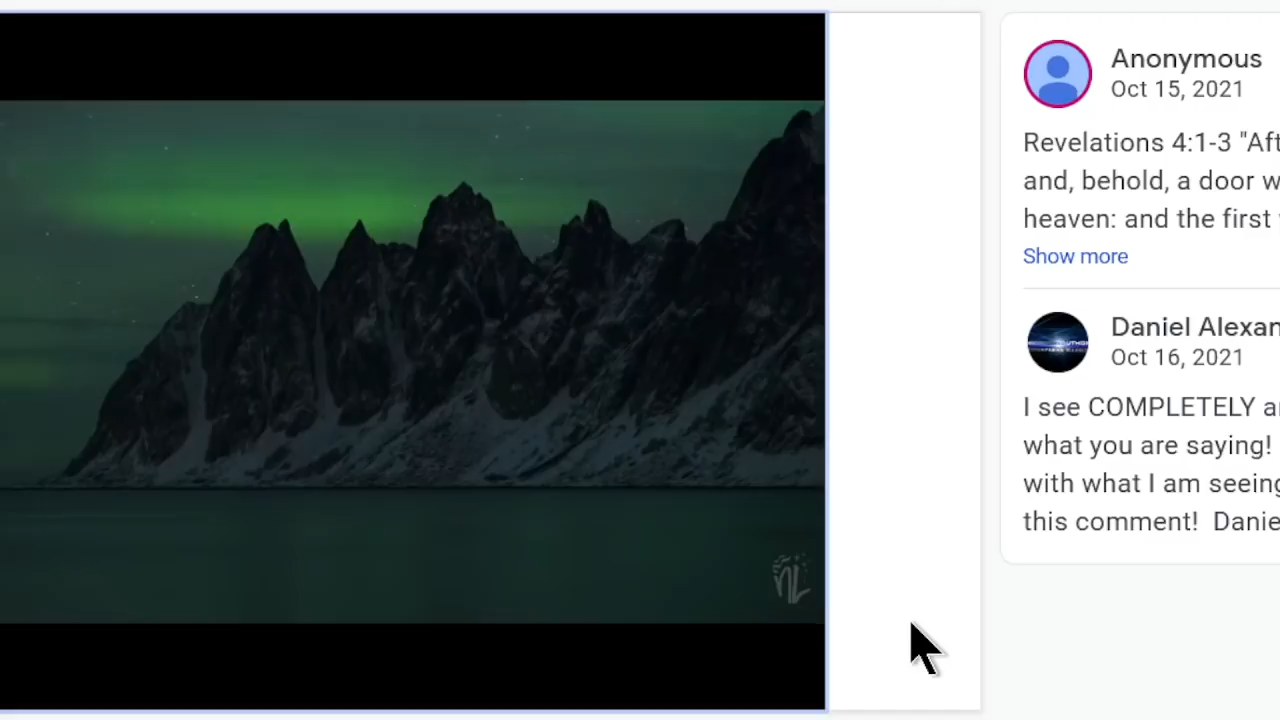 Anonymous
Oct 15, 2021
Revelations 4:1-3 "Aft
and, behold, a door w
heaven: and the first
Show more
Daniel Alexan
Oct 16, 2021
I see COMPLETELY a
what you are saying!
with what I am seeing
this comment! Danie
NL